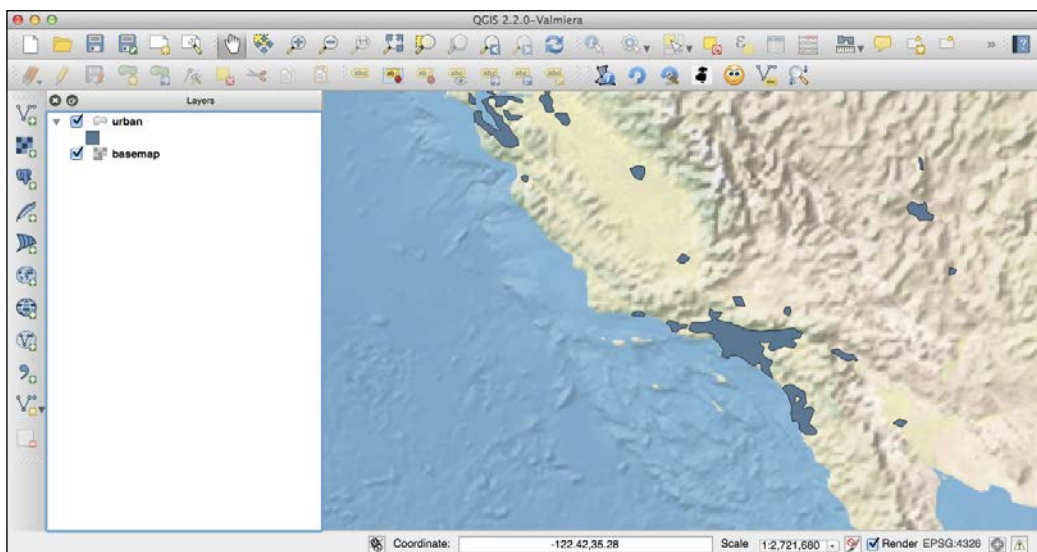 QGIS 2.2.0-Valmiera
Layers
urban
basemap
Coordinate:
-122.42,35.28
Scale
1:2,721,680
Render
EPSG:4326